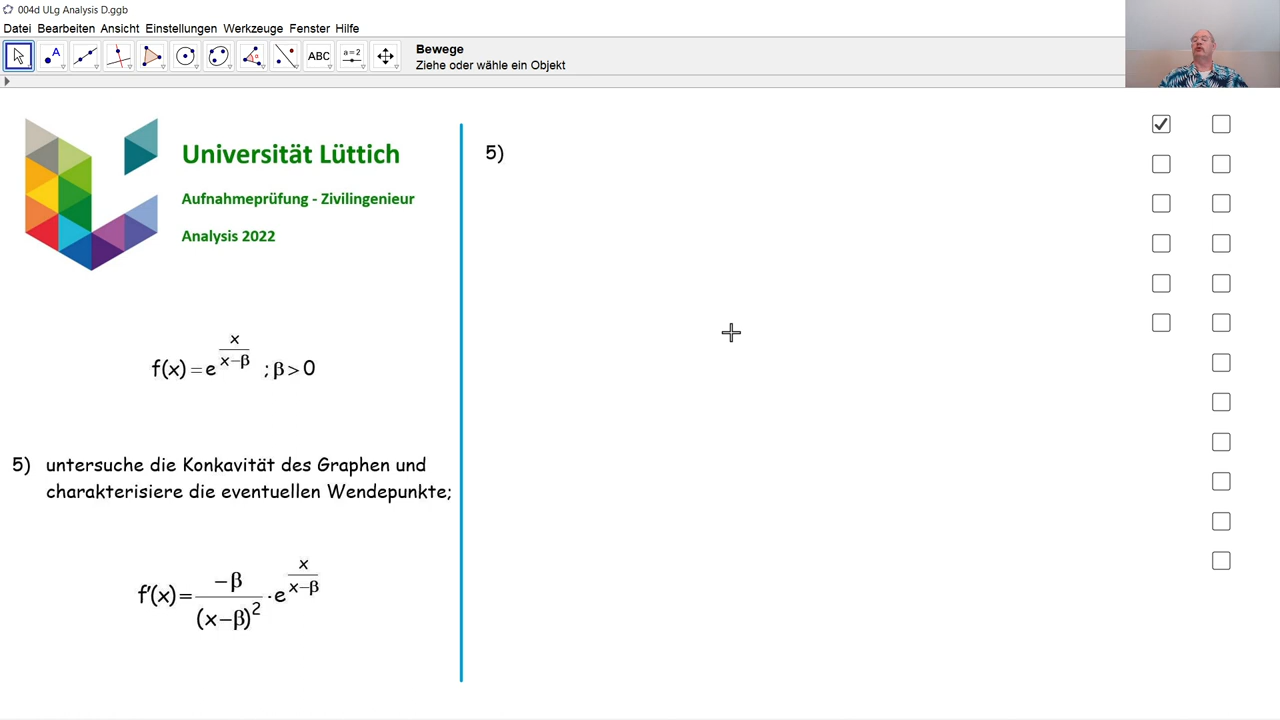 004d ULg Analysis D.ggb
Datei Bearbeiten Ansicht Einstellungen Werkzeuge Fenster Hilfe
A
ABC
a=2
Bewege
Ziehe oder wähle ein Objekt
Universität Lüttich
Aufnahmeprüfung - Zivilingenieur
Analysis 2022
f(x) = e^(x/(x−β)) ; β > 0
5) untersuche die Konkavität des Graphen und
charakterisiere die eventuellen Wendepunkte;
f'(x) = −β/(x−β)² · e^(x/(x−β))
5)